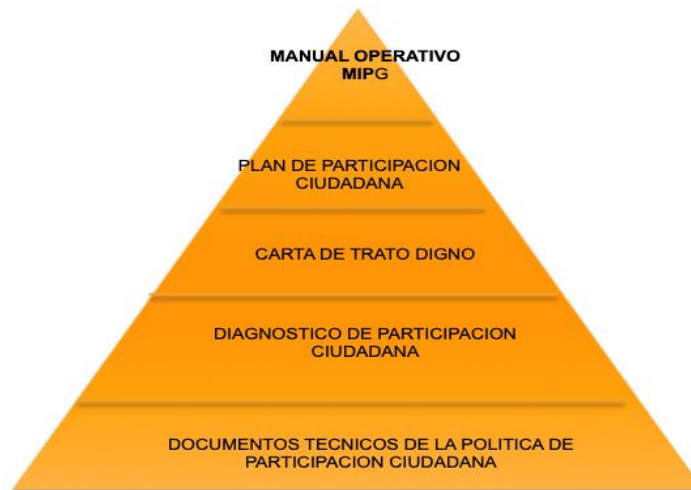 MANUAL OPERATIVO
MIPG
PLAN DE PARTICIPACION
CIUDADANA
CARTA DE TRATO DIGNO
DIAGNOSTICO DE PARTICIPACION
CIUDADANA
DOCUMENTOS TECNICOS DE LA POLITICA DE
PARTICIPACION CIUDADANA